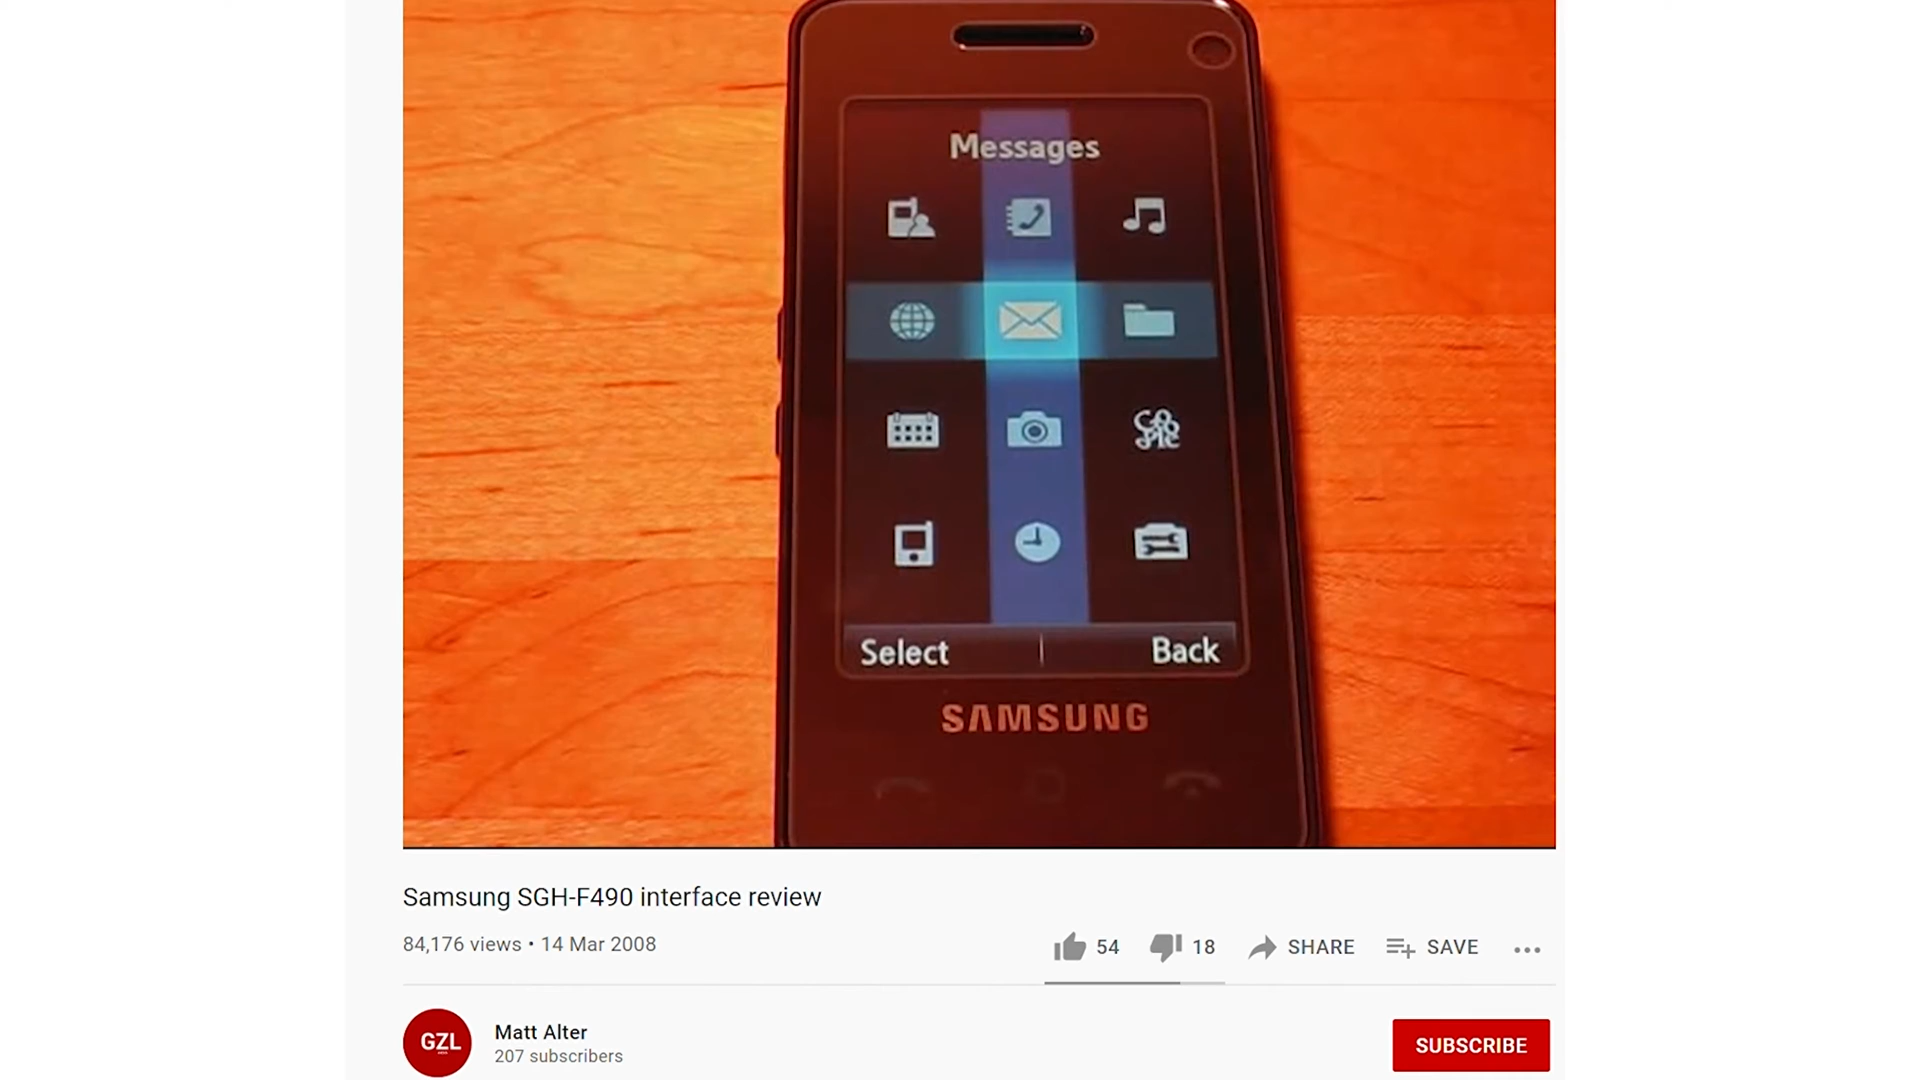 Messages
Select Back
SAMSUNG
Samsung SGH-F490 interface review
84,176 views • 14 Mar 2008
54 18 SHARE SAVE
GZL
Matt Alter
207 subscribers
SUBSCRIBE